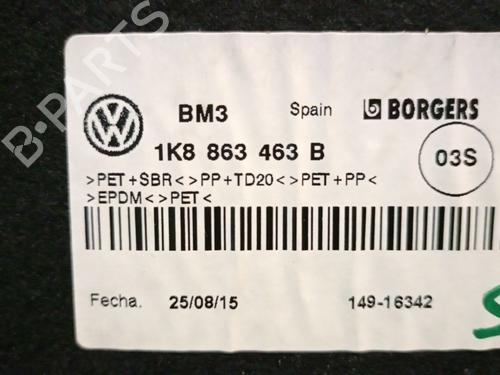 BM3 Spain BORGERS
1K8 863 463 B 03S
>PET+SBR< >PP+TD20< >PET+PP<
>EPDM< >PET<
Fecha. 25/08/15 149-16342
B-PARTS